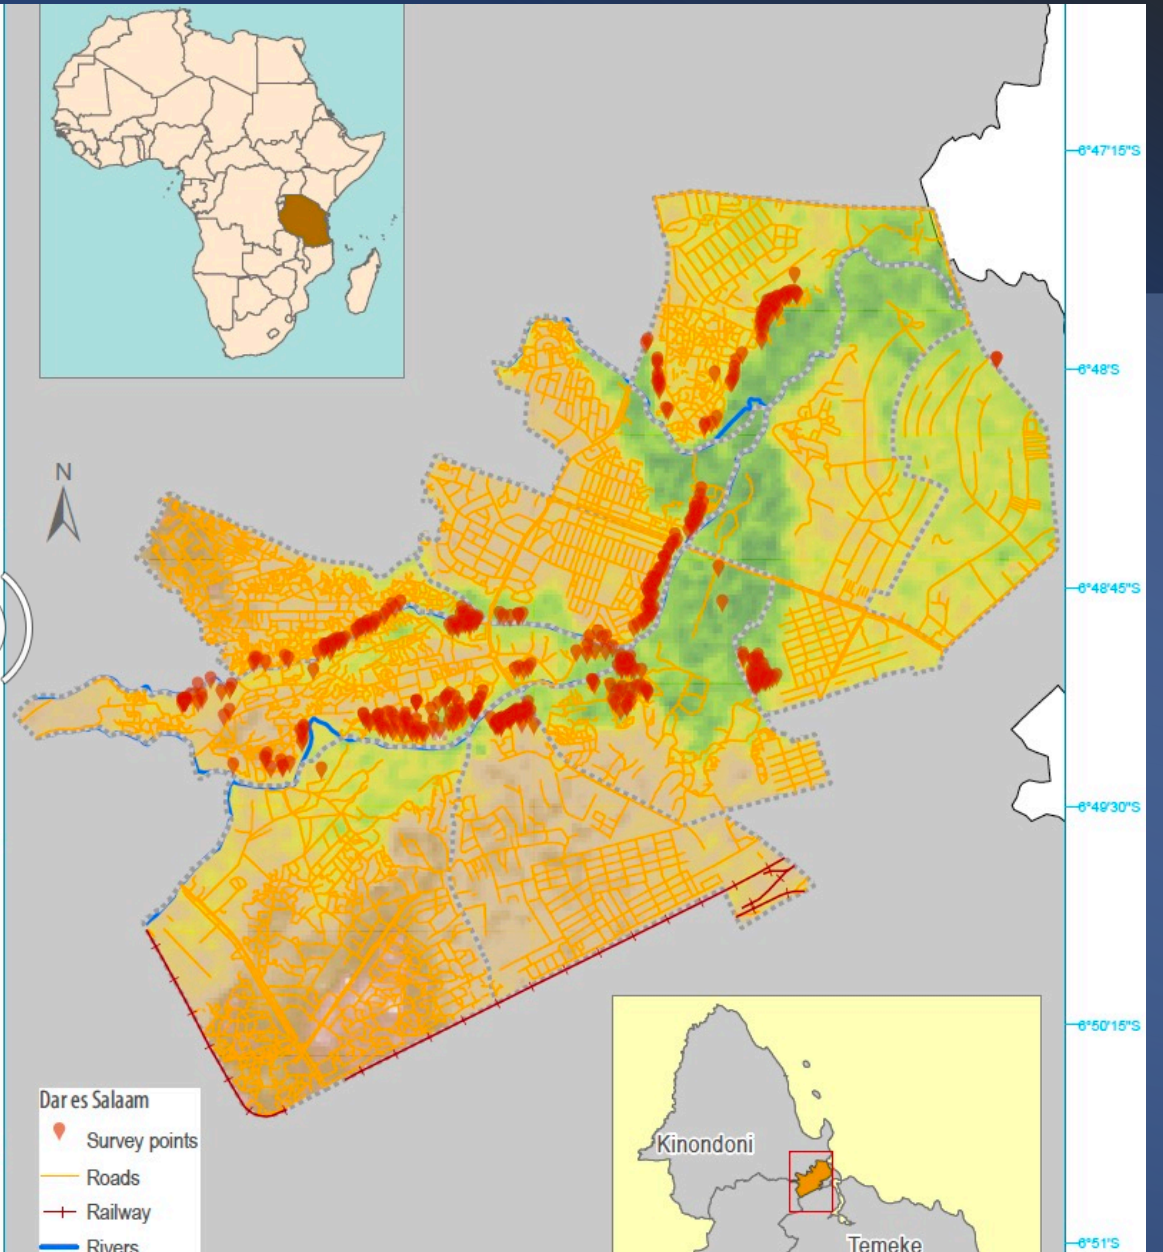 6°47'15"S
6°48'S
N
6°48'45"S
6°49'30"S
6°50'15"S
Dar es Salaam
Survey points
Roads
Railway
Rivers
Kinondoni
Temeke
6°51'S